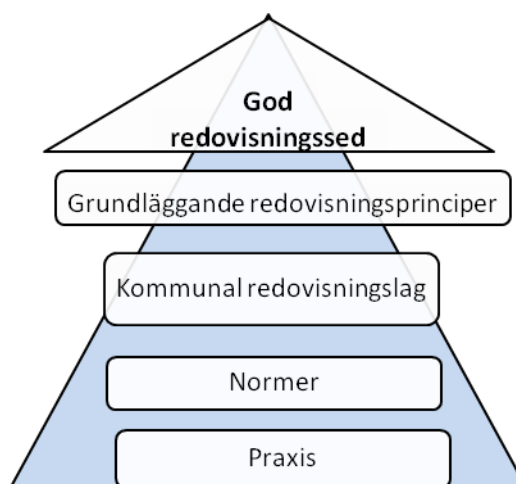 God
redovisningssed
Grundläggande redovisningsprinciper
Kommunal redovisningslag
Normer
Praxis